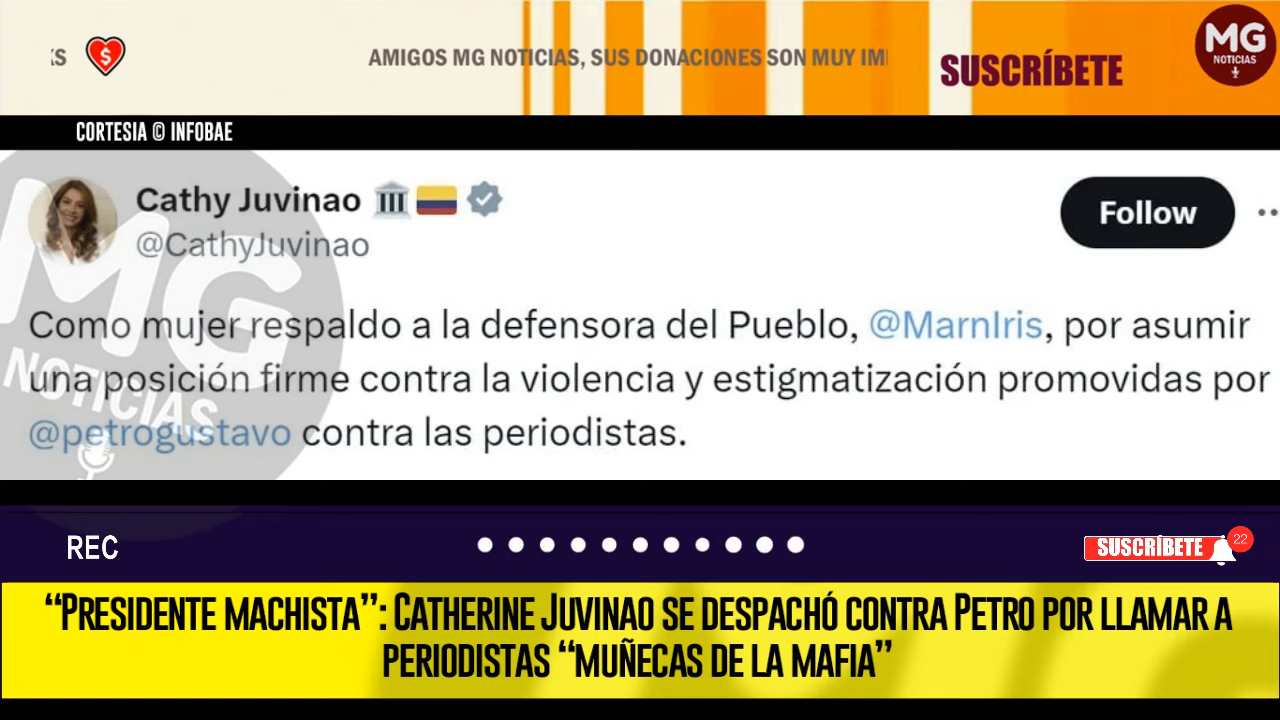 KS
AMIGOS MG NOTICIAS, SUS DONACIONES SON MUY IM
SUSCRÍBETE
MG
NOTICIAS
CORTESIA © INFOBAE
Cathy Juvinao
@CathyJuvinao
Follow
Como mujer respaldo a la defensora del Pueblo, @MarnIris, por asumir
una posición firme contra la violencia y estigmatización promovidas por
@petrogustavo contra las periodistas.
MG
NOTICIAS
REC
SUSCRÍBETE
22
“PRESIDENTE MACHISTA”: CATHERINE JUVINAO SE DESPACHÓ CONTRA PETRO POR LLAMAR A
PERIODISTAS “MUÑECAS DE LA MAFIA”